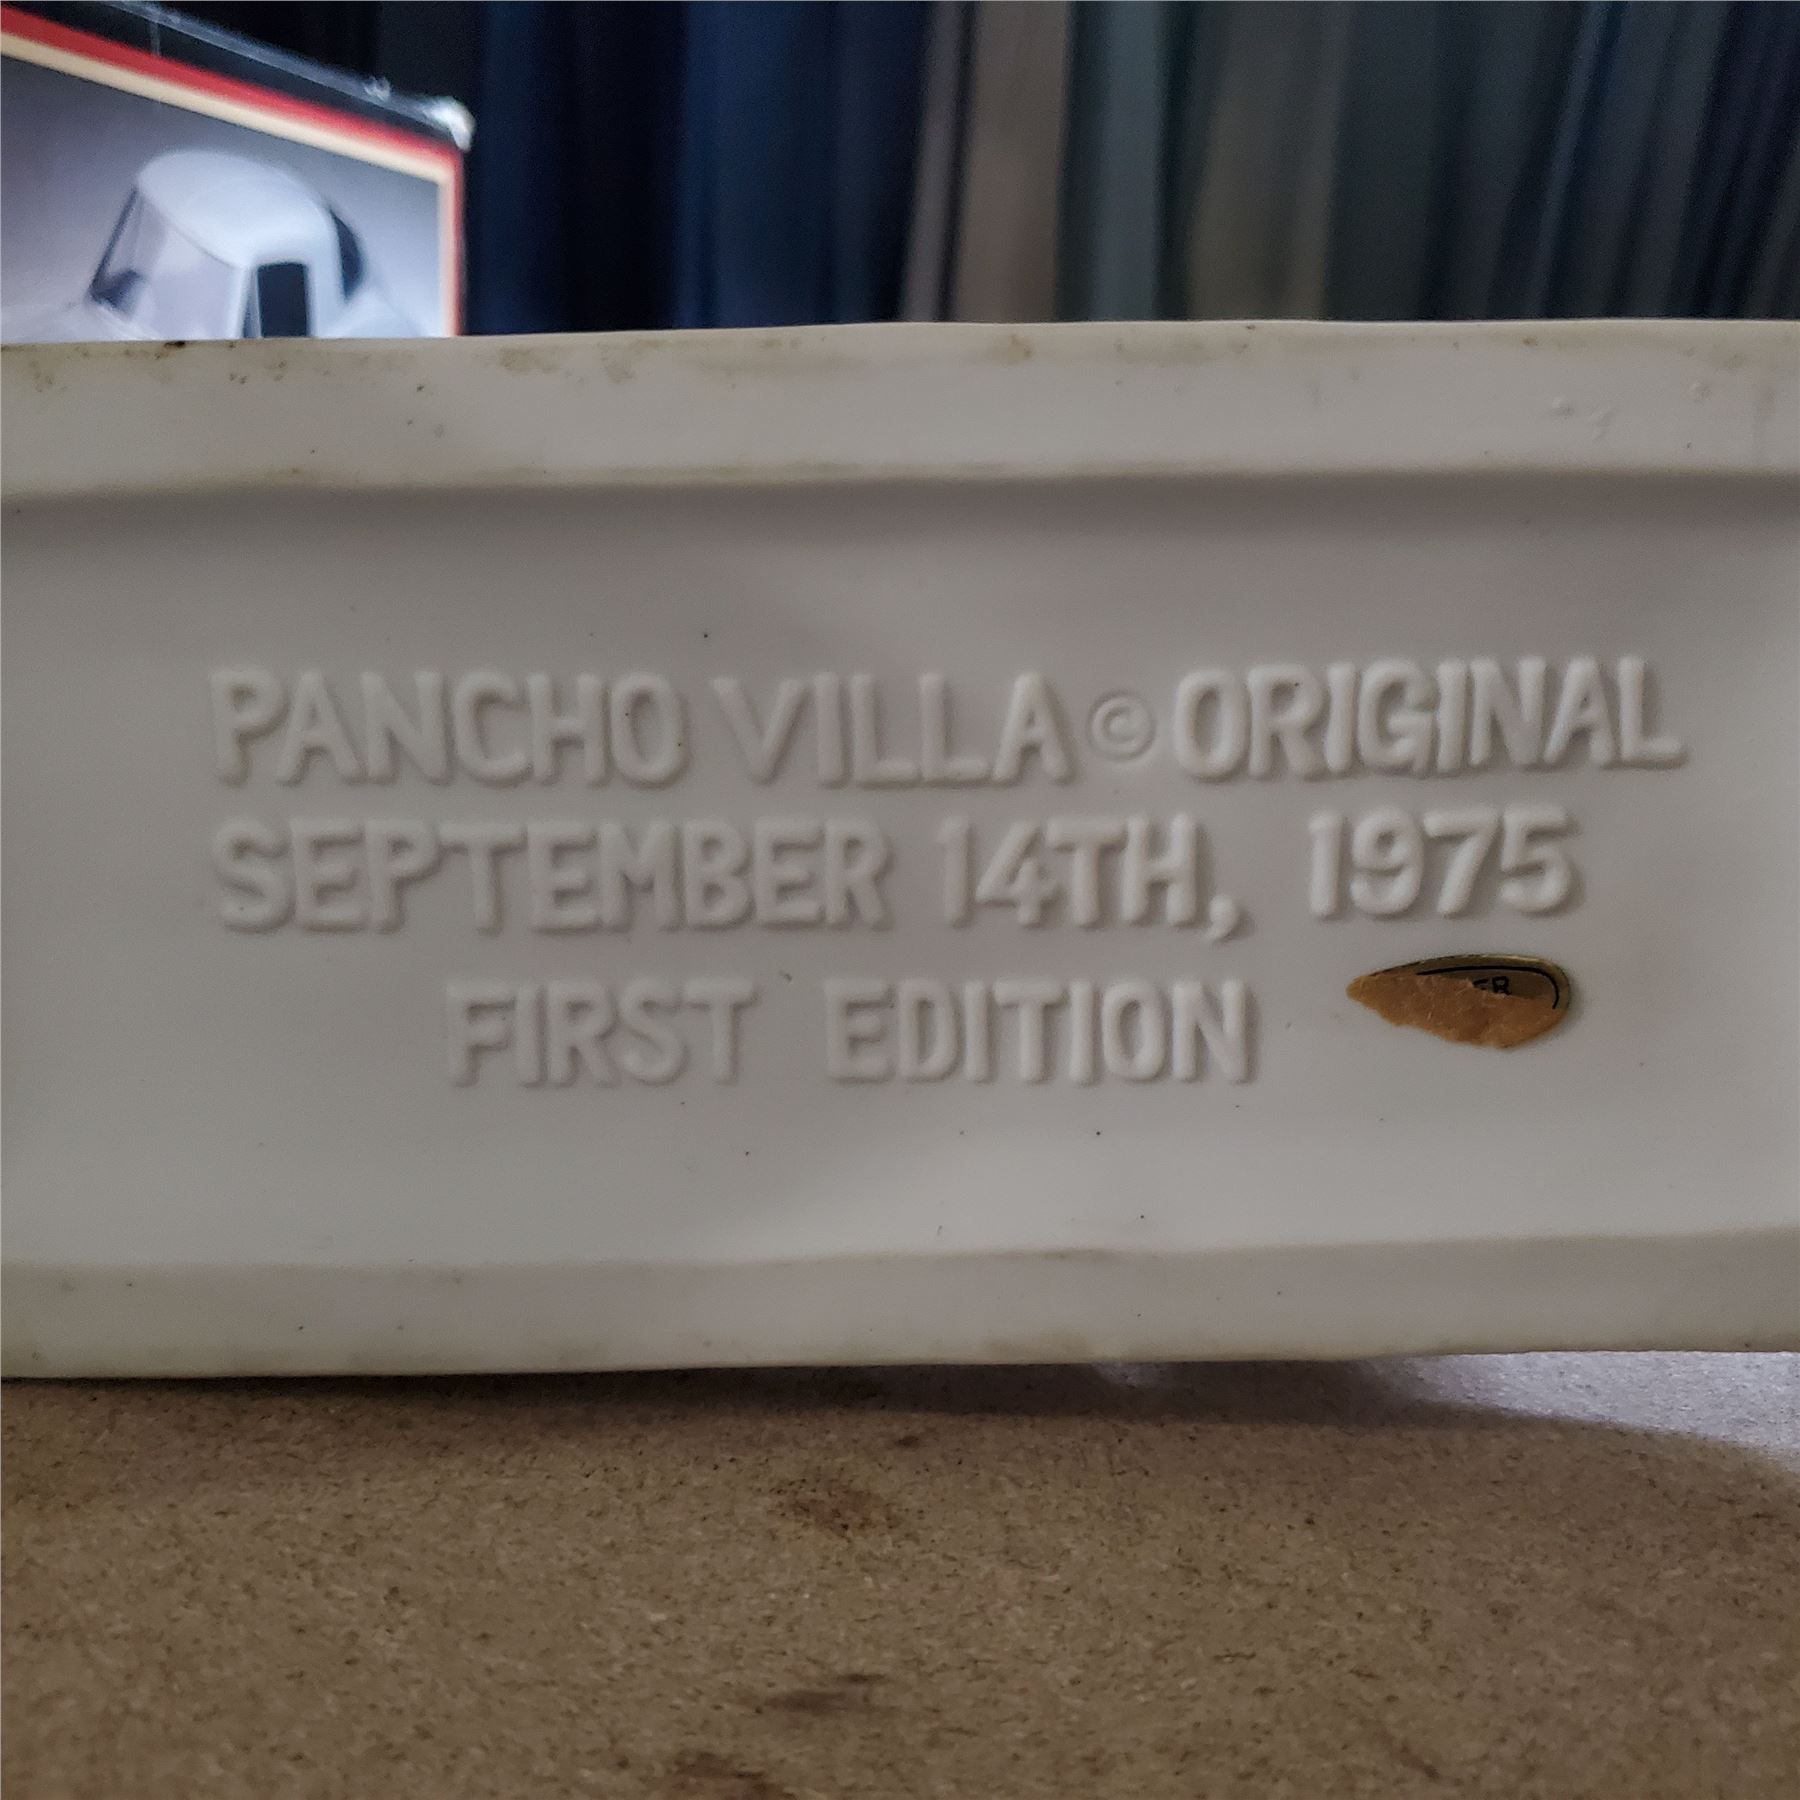 PANCHO VILLA © ORIGINAL
SEPTEMBER 14TH, 1975
FIRST EDITION